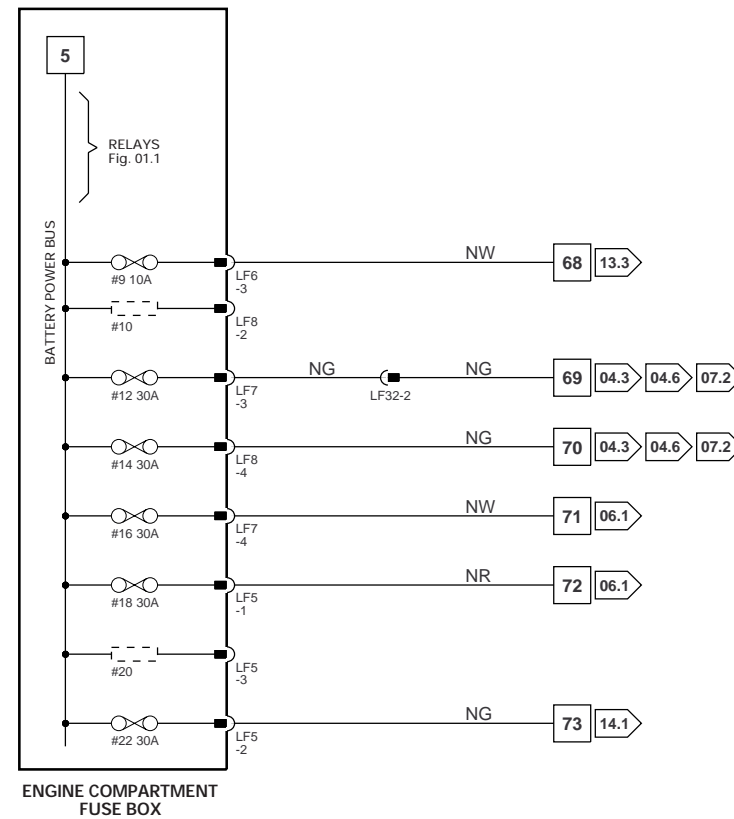 5
RELAYS
Fig. 01.1
BATTERY POWER BUS
NW
68 13.3
#9 10A
LF6
-3
#10
LF8
-2
NG NG
69 04.3 04.6 07.2
#12 30A
LF7
-3
LF32-2
NG
70 04.3 04.6 07.2
#14 30A
LF8
-4
NW
71 06.1
#16 30A
LF7
-4
NR
72 06.1
#18 30A
LF5
-1
#20
LF5
-3
NG
73 14.1
#22 30A
LF5
-2
ENGINE COMPARTMENT
FUSE BOX